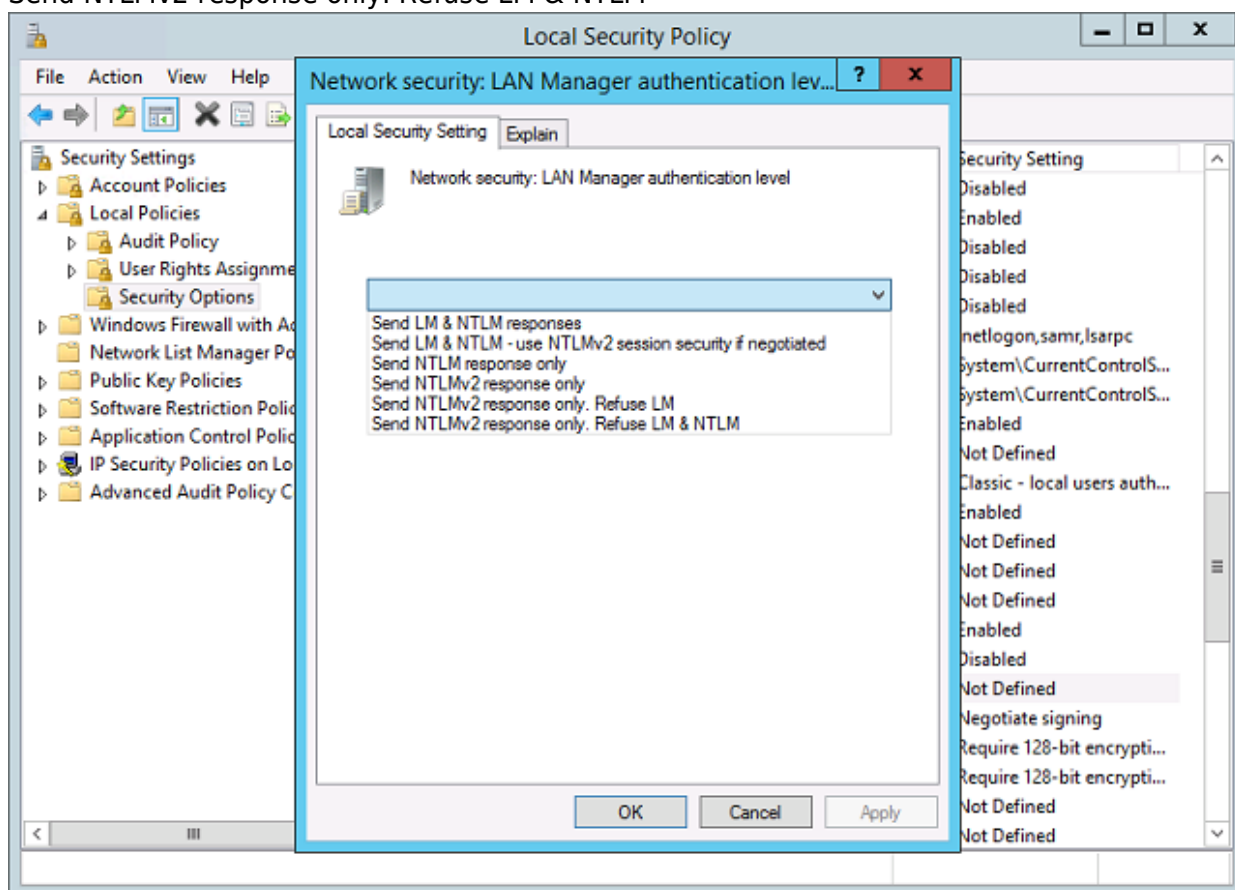 Send NTLMv2 response only. Refuse LM & NTLM
Local Security Policy
File Action View Help
Network security: LAN Manager authentication lev...
Local Security Setting
Explain
Network security: LAN Manager authentication level
Send LM & NTLM responses
Send LM & NTLM - use NTLMv2 session security if negotiated
Send NTLM response only
Send NTLMv2 response only
Send NTLMv2 response only. Refuse LM
Send NTLMv2 response only. Refuse LM & NTLM
OK
Cancel
Apply
Security Settings
Account Policies
Local Policies
Audit Policy
User Rights Assignme
Security Options
Windows Firewall with Ad
Network List Manager Po
Public Key Policies
Software Restriction Polic
Application Control Polic
IP Security Policies on Lo
Advanced Audit Policy C
Security Setting
Disabled
Enabled
Disabled
Disabled
Disabled
netlogon,samr,lsarpc
System\CurrentControlS...
System\CurrentControlS...
Enabled
Not Defined
Classic - local users auth...
Enabled
Not Defined
Not Defined
Not Defined
Enabled
Disabled
Not Defined
Negotiate signing
Require 128-bit encrypti...
Require 128-bit encrypti...
Not Defined
Not Defined